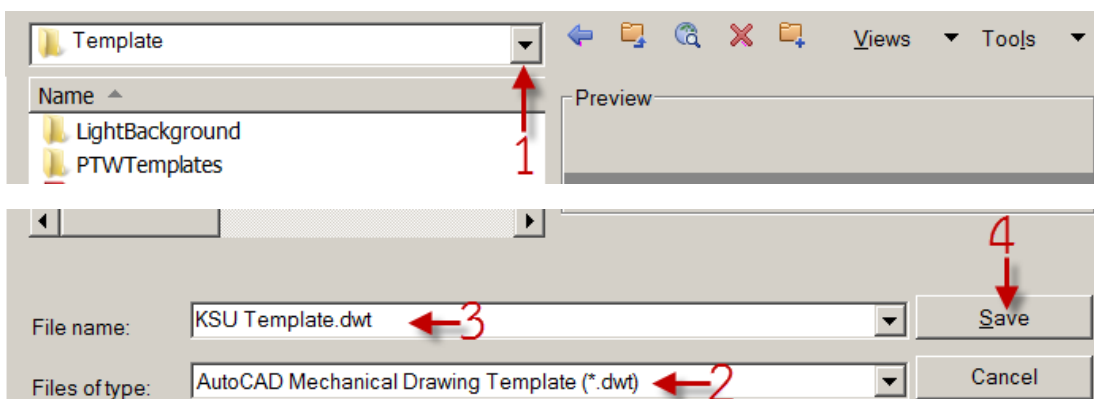 Template Views Tools
Name Preview
LightBackground
PTWTemplates
1
4
File name: KSU Template.dwt 3 Save
Files of type: AutoCAD Mechanical Drawing Template (*.dwt) 2 Cancel